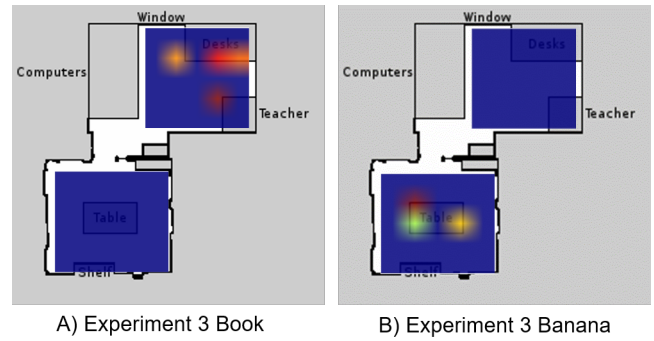 Window
Desks
Computers
Teacher
Table
Shelf
A) Experiment 3 Book
Window
Desks
Computers
Teacher
Table
Shelf
B) Experiment 3 Banana